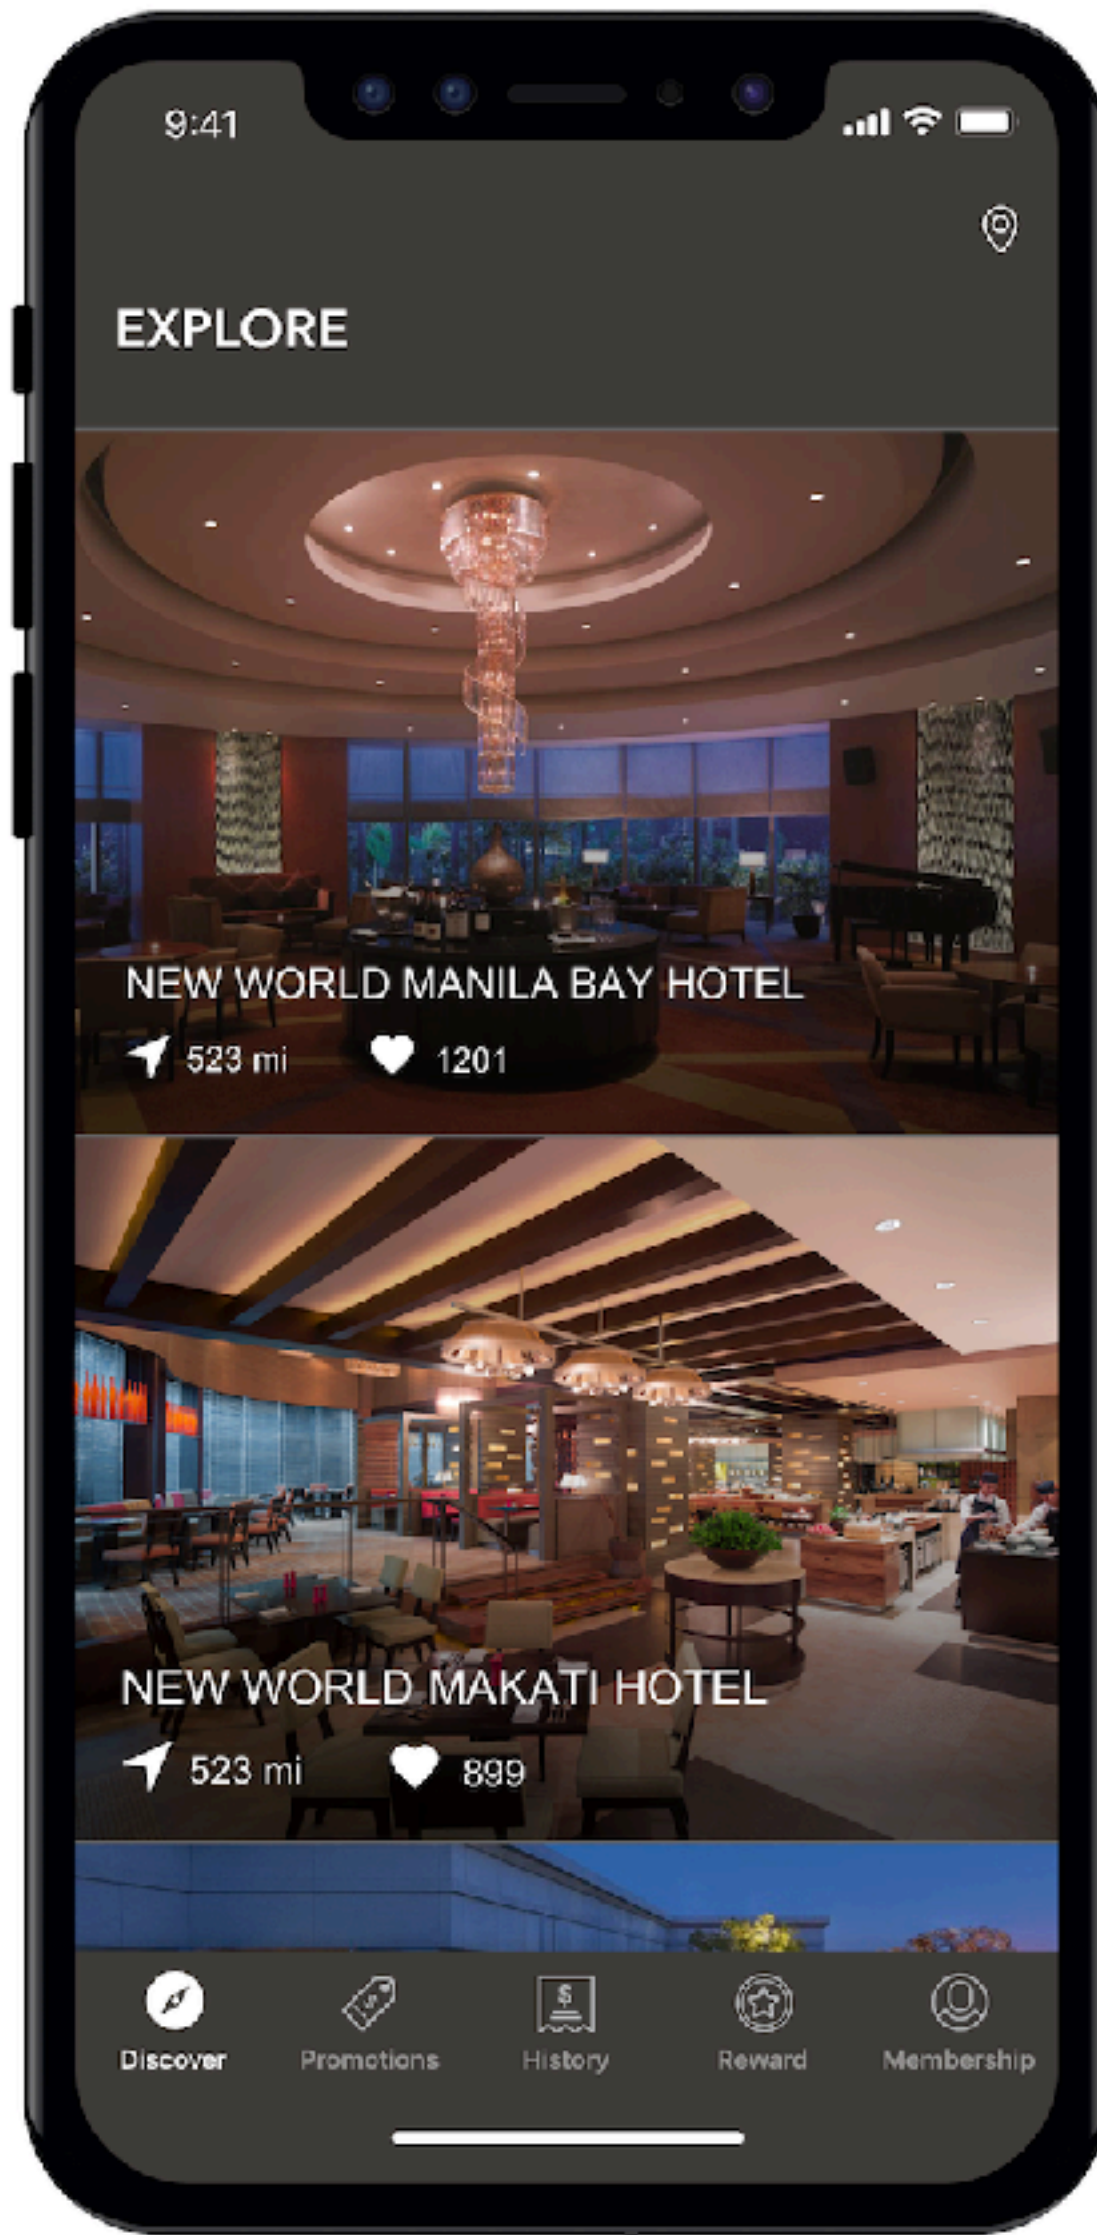 9:41
EXPLORE
NEW WORLD MANILA BAY HOTEL
523 mi 1201
NEW WORLD MAKATI HOTEL
523 mi 899
$
Discover Promotions History Reward Membership